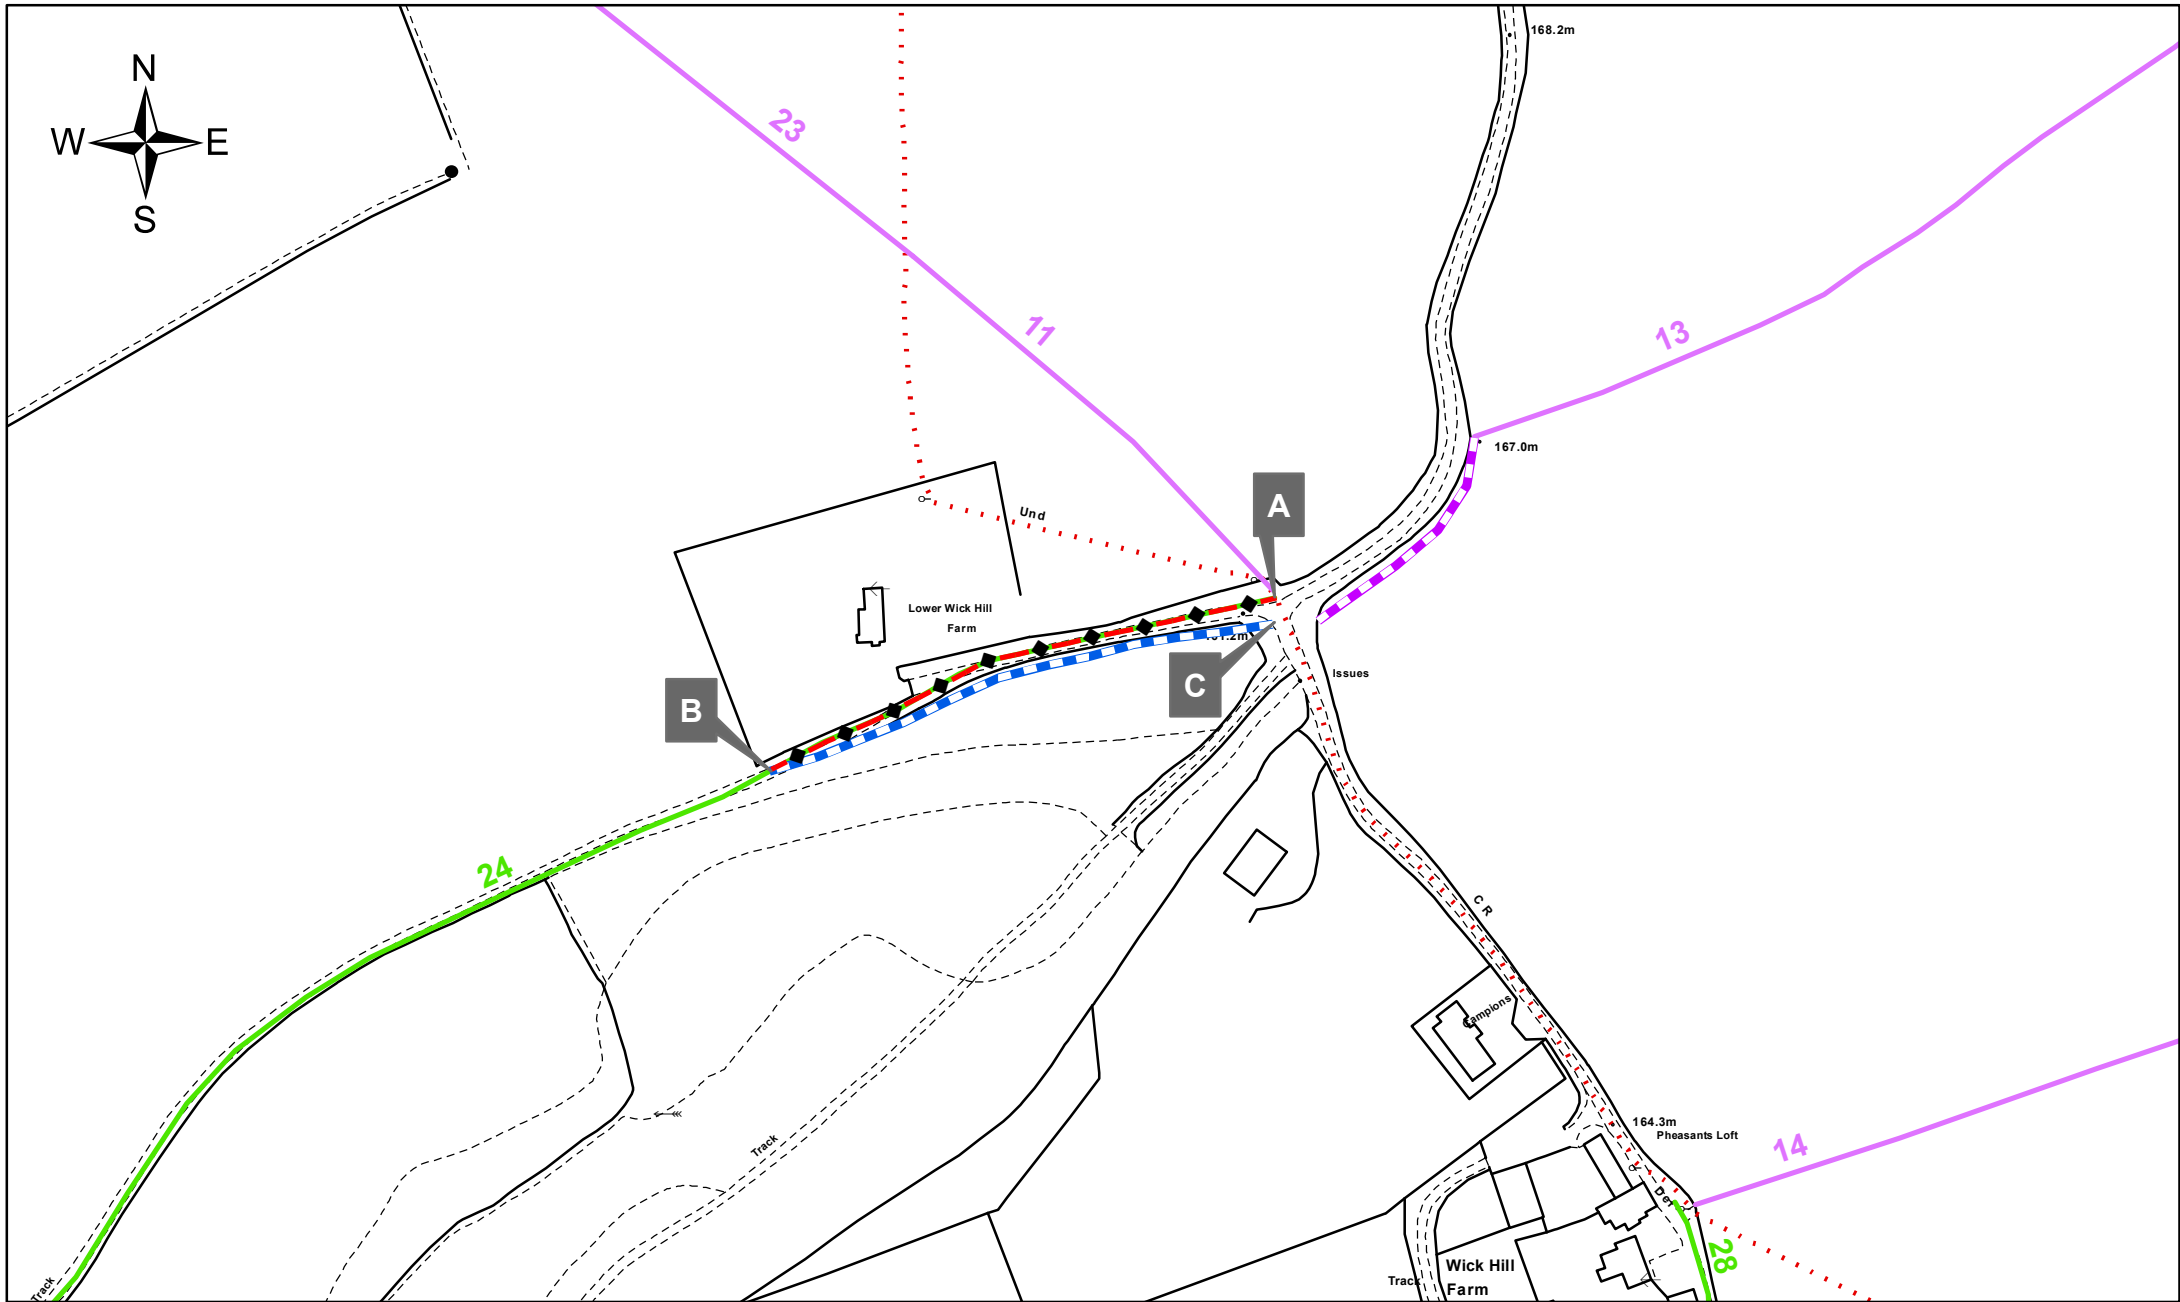 168.2m
N
W E
S
23
11
13
167.0m
A
Und
Lower Wick Hill
Farm
Issues
C
B
24
C R
Campions
164.3m
Pheasants Loft
Track
14
28
Wick Hill
Farm
Track
Track